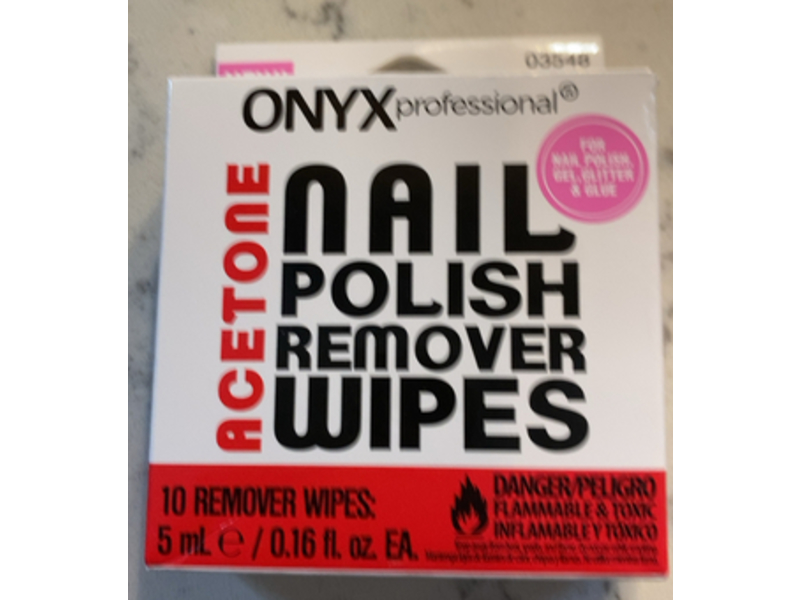 03548
ONYX professional®
FOR
NAIL POLISH,
GEL, GLITTER
& GLUE
ACETONE
NAIL
POLISH
REMOVER
WIPES
10 REMOVER WIPES:
5 mL ℮ / 0.16 fl. oz. EA.
DANGER/PELIGRO
FLAMMABLE & TOXIC
INFLAMABLE Y TÓXICO